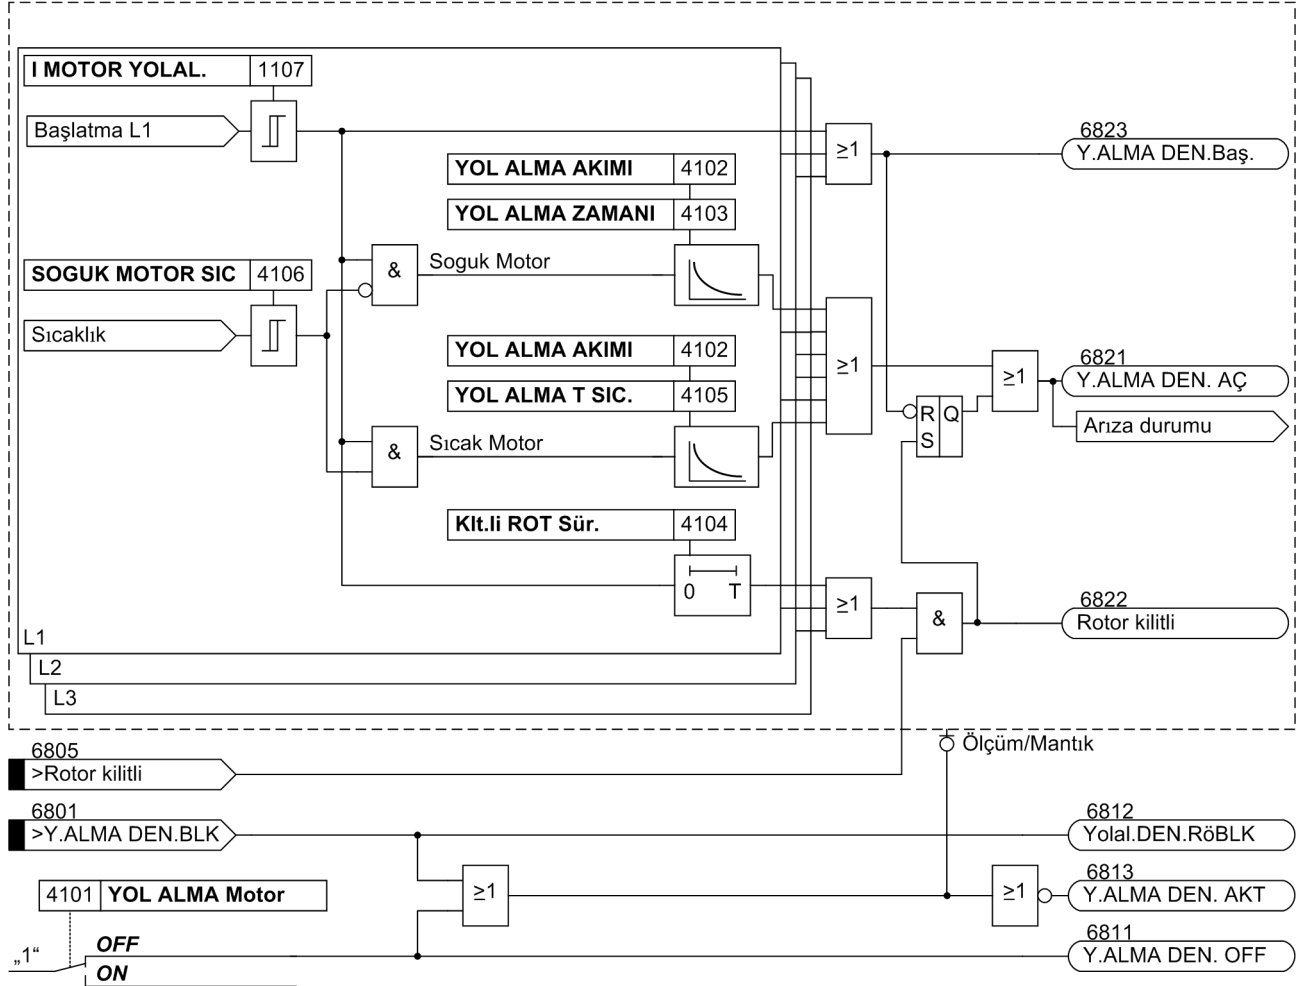 I MOTOR YOLAL. 1107
Başlatma L1
YOL ALMA AKIMI 4102
YOL ALMA ZAMANI 4103
≥1
6823
Y.ALMA DEN.Baş.
SOGUK MOTOR SIC 4106
Sıcaklık
&
Soguk Motor
YOL ALMA AKIMI 4102
YOL ALMA T SIC. 4105
&
Sıcak Motor
≥1
≥1
R Q
S
6821
Y.ALMA DEN. AÇ
Arıza durumu
Klt.li ROT Sür. 4104
0 T
≥1
&
6822
Rotor kilitli
L1
L2
L3
Ölçüm/Mantık
6805
>Rotor kilitli
6801
>Y.ALMA DEN.BLK
6812
Yolal.DEN.RöBLK
4101 YOL ALMA Motor
≥1
≥1
6813
Y.ALMA DEN. AKT
„1“
OFF
ON
6811
Y.ALMA DEN. OFF